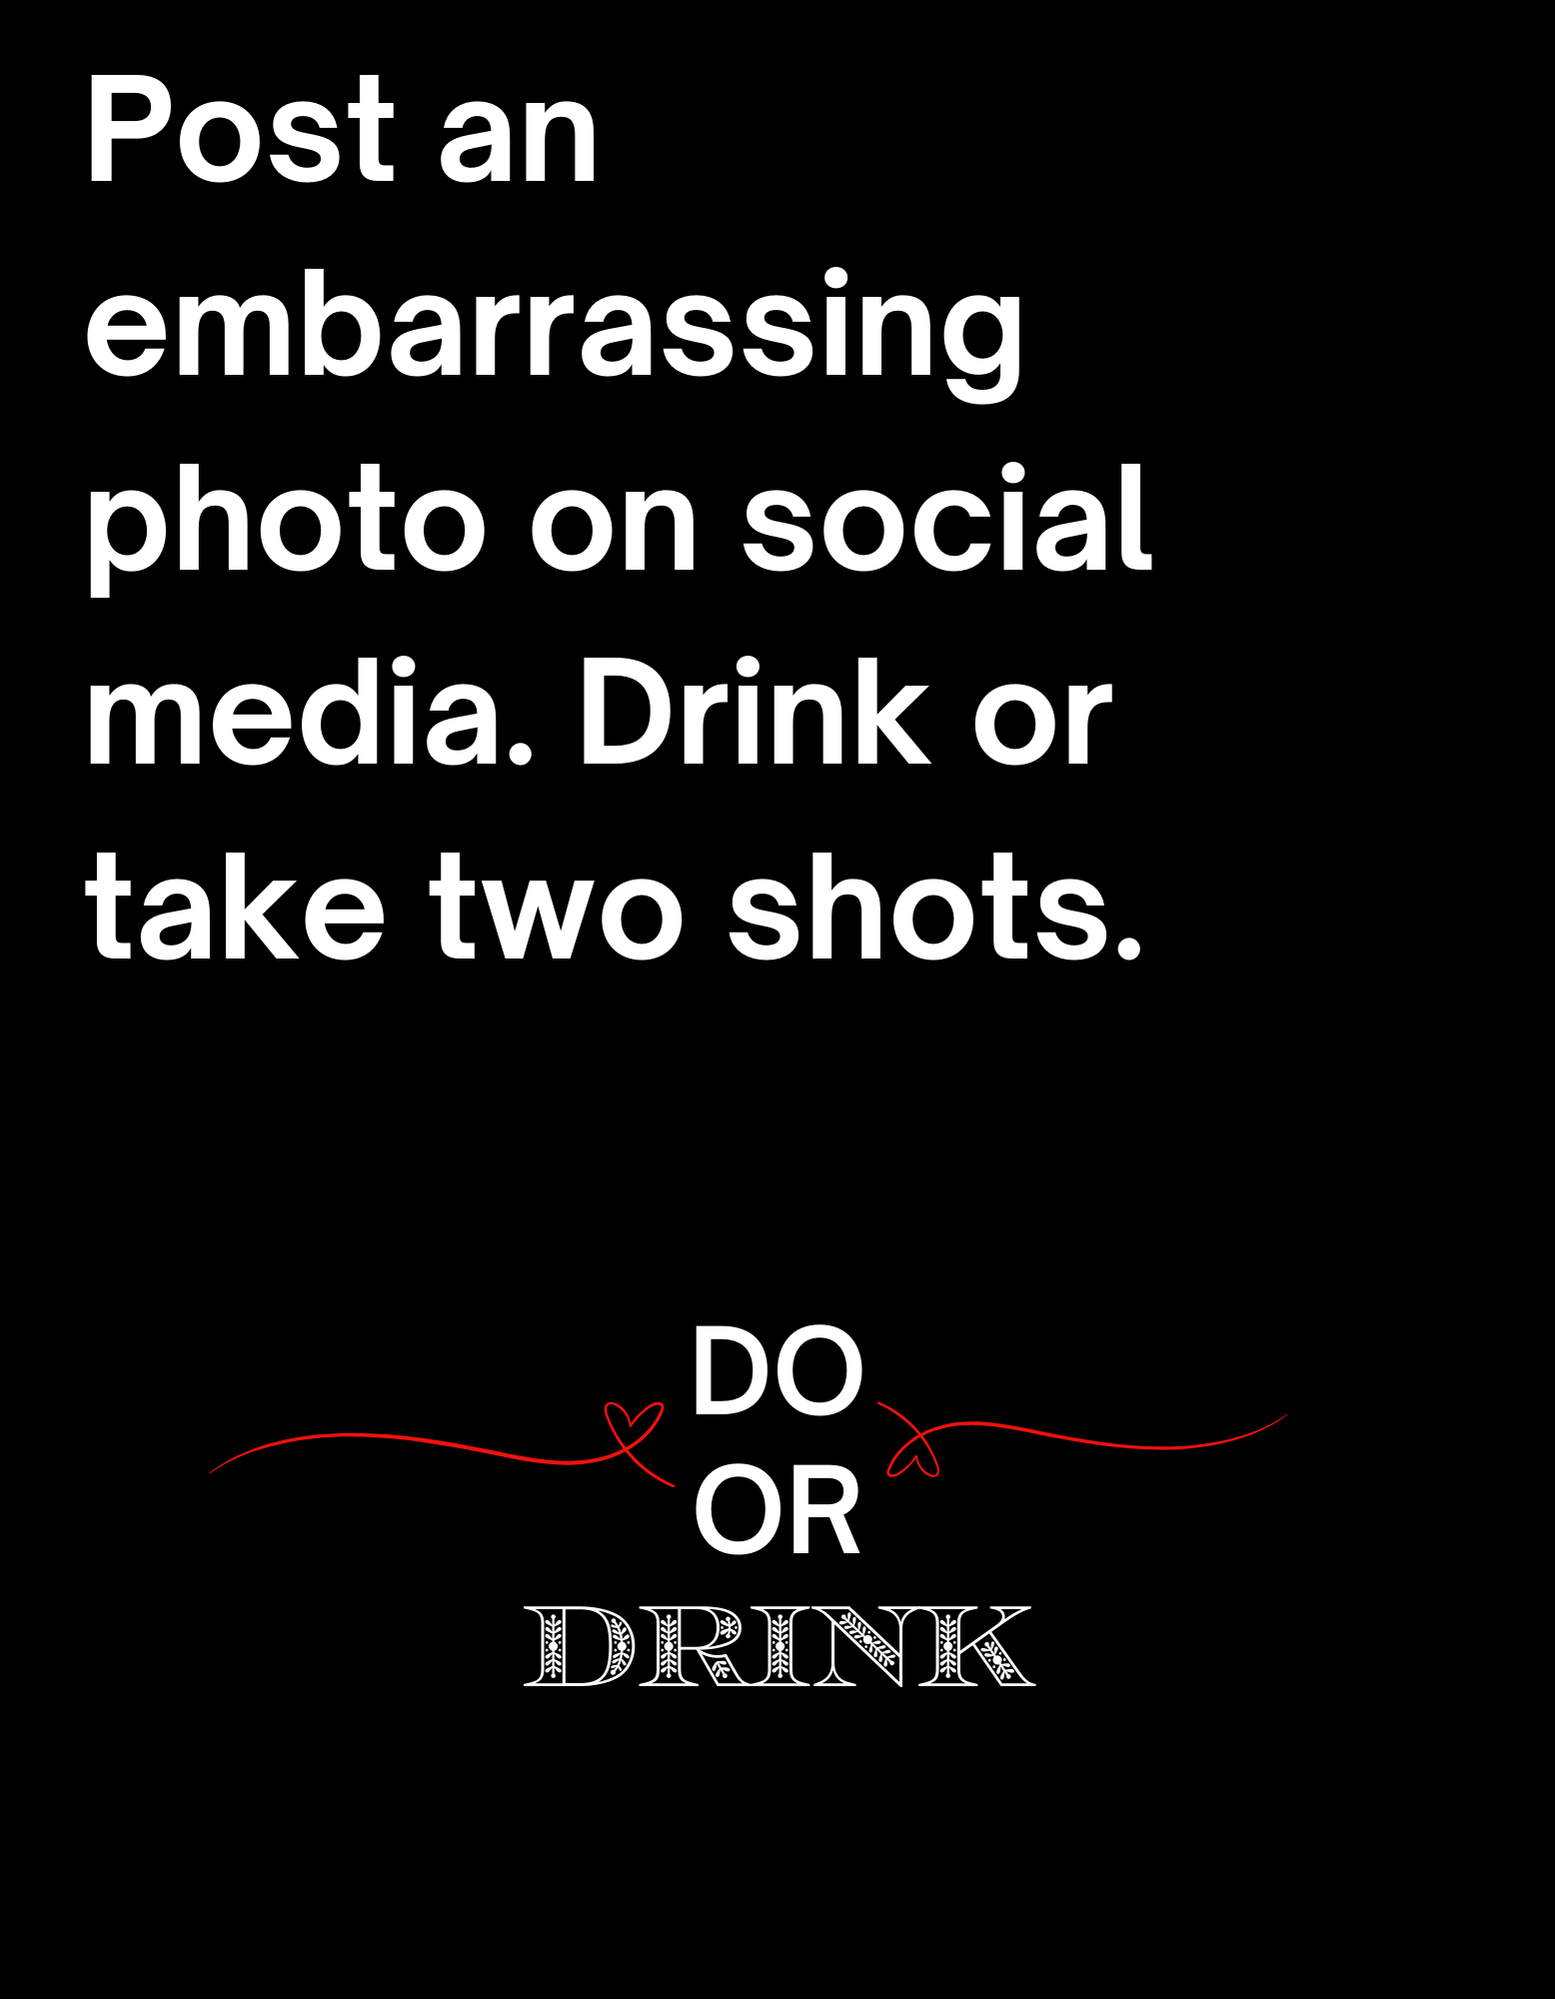 Post an
embarrassing
photo on social
media. Drink or
take two shots.
DO
OR
DRINK